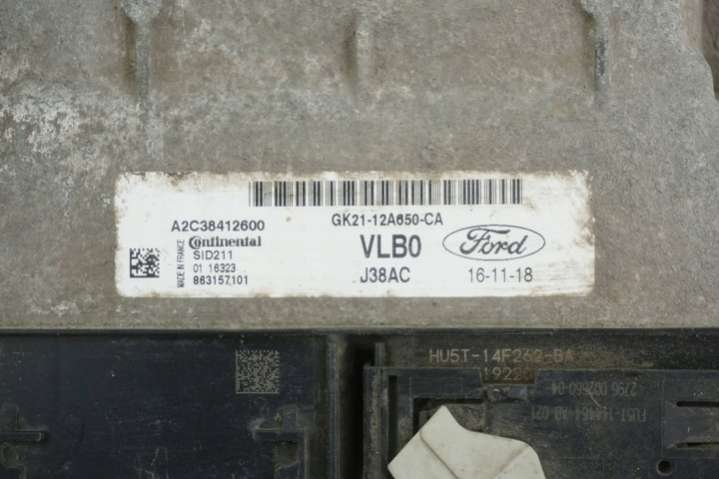 A2C38412600
GK21-12A650-CA
MADE IN FRANCE
Continental
SID211
01 16323
863157101
VLB0
J38AC
Ford
16-11-18
HU5T-14F262-BA